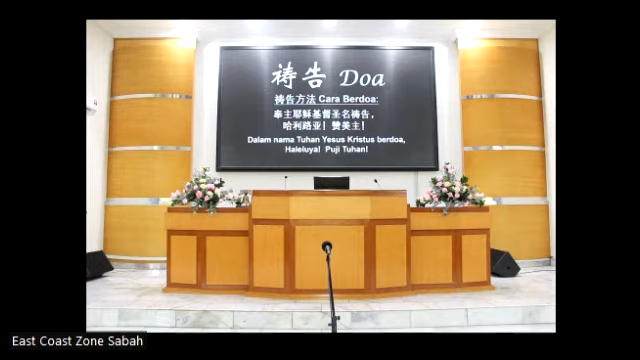 祷告 Doa
祷告方法 Cara Berdoa:
奉主耶稣基督圣名祷告，
哈利路亚！赞美主！
Dalam nama Tuhan Yesus Kristus berdoa,
Haleluya! Puji Tuhan!
East Coast Zone Sabah